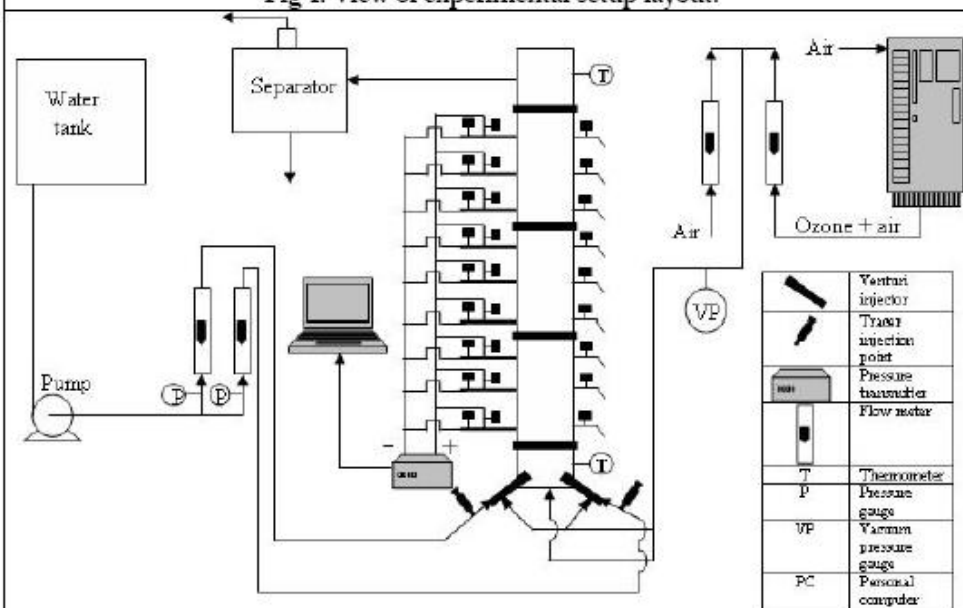 Fig 1. View of experimental setup layout.
Water
tank
Separator
T
Air
Air
Ozone + air
VP
Pump
P
P
-
+
T
Venturi
injector
Tracer
injection
point
Pressure
transmitter
Flow meter
T
Thermometer
P
Pressure
gauge
VP
Vacuum
pressure
gauge
PC
Personal
computer